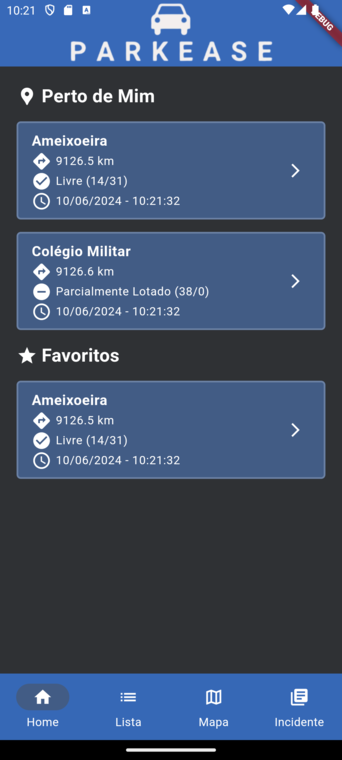 10:21
DEBUG
PARKEASE
Perto de Mim
Ameixoeira
9126.5 km
Livre (14/31)
10/06/2024 - 10:21:32
Colégio Militar
9126.6 km
Parcialmente Lotado (38/0)
10/06/2024 - 10:21:32
Favoritos
Ameixoeira
9126.5 km
Livre (14/31)
10/06/2024 - 10:21:32
Home
Lista
Mapa
Incidente